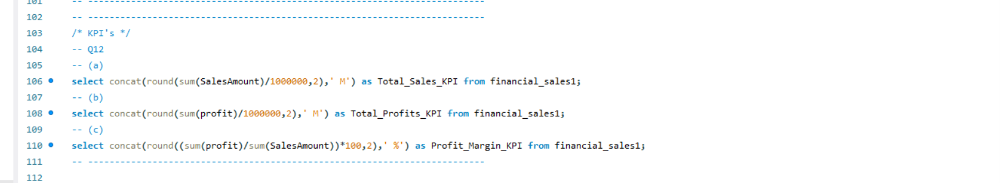 101 -- --------------------------------------------------------------------------
102 -- --------------------------------------------------------------------------
103 /* KPI's */
104 -- Q12
105 -- (a)
106 select concat(round(sum(SalesAmount)/1000000,2),' M') as Total_Sales_KPI from financial_sales1;
107 -- (b)
108 select concat(round(sum(profit)/1000000,2),' M') as Total_Profits_KPI from financial_sales1;
109 -- (c)
110 select concat(round((sum(profit)/sum(SalesAmount))*100,2),' %') as Profit_Margin_KPI from financial_sales1;
111 -- --------------------------------------------------------------------------
112